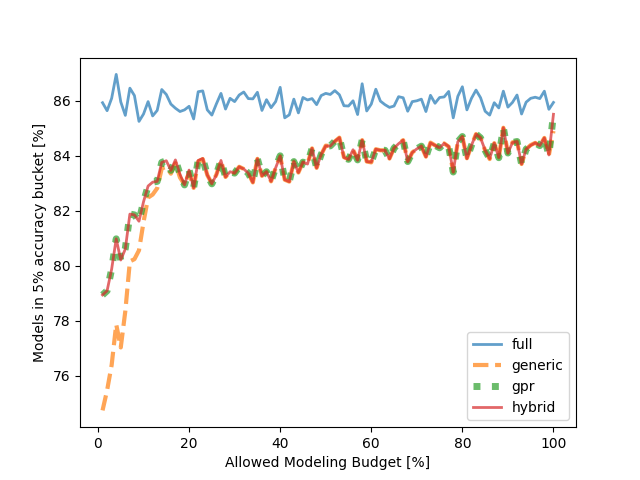 Models in 5% accuracy bucket [%]
86
84
82
80
78
76
0 20 40 60 80 100
Allowed Modeling Budget [%]
full
generic
gpr
hybrid